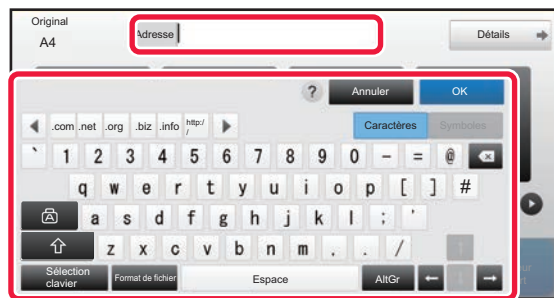 Original
A4
Adresse
Détails
?
Annuler
OK
.com .net .org .biz .info http:/
/
Caractères
Symboles
` 1 2 3 4 5 6 7 8 9 0 - = @
q w e r t y u i o p [ ] #
A
a s d f g h j k l ; '
z x c v b n m , . /
Sélection
clavier
Format de fichier
Espace
AltGr